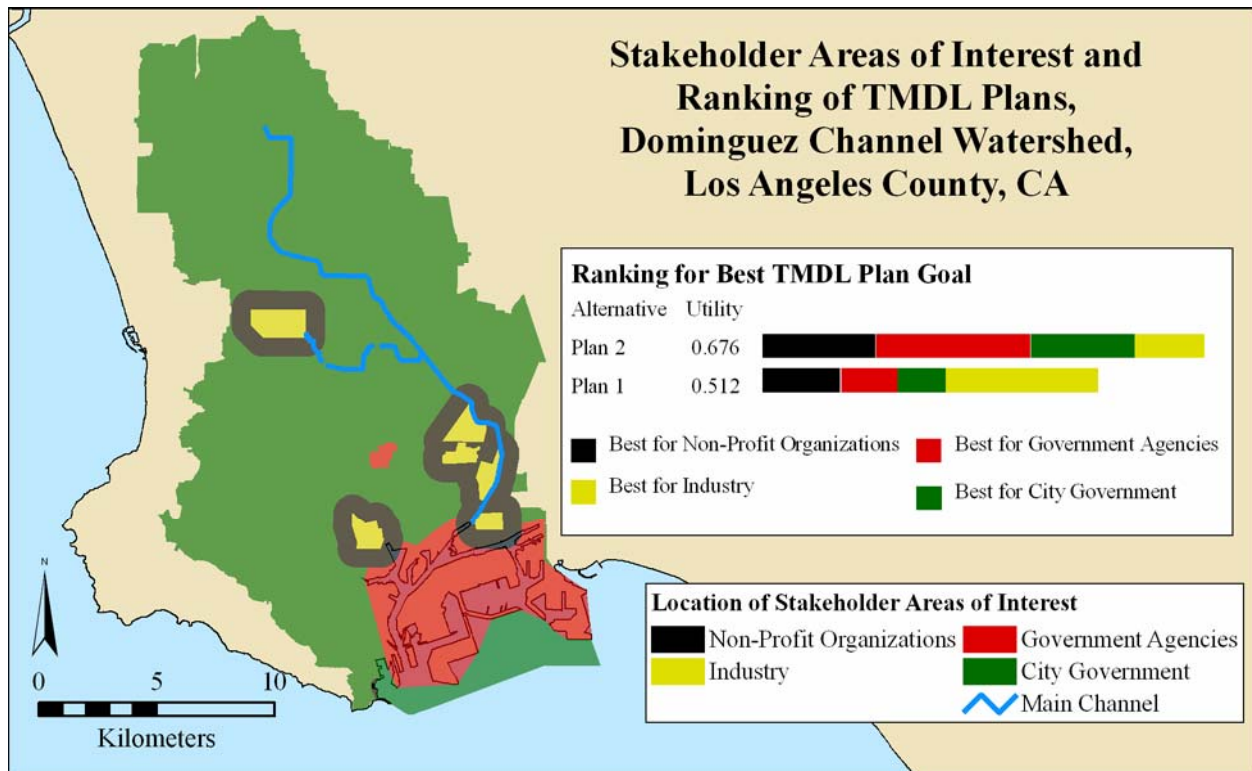 Stakeholder Areas of Interest and
Ranking of TMDL Plans,
Dominguez Channel Watershed,
Los Angeles County, CA
Ranking for Best TMDL Plan Goal
Alternative Utility
Plan 2 0.676
Plan 1 0.512
Best for Non-Profit Organizations Best for Government Agencies
Best for Industry Best for City Government
Location of Stakeholder Areas of Interest
Non-Profit Organizations Government Agencies
Industry City Government
Main Channel
N
0 5 10
Kilometers